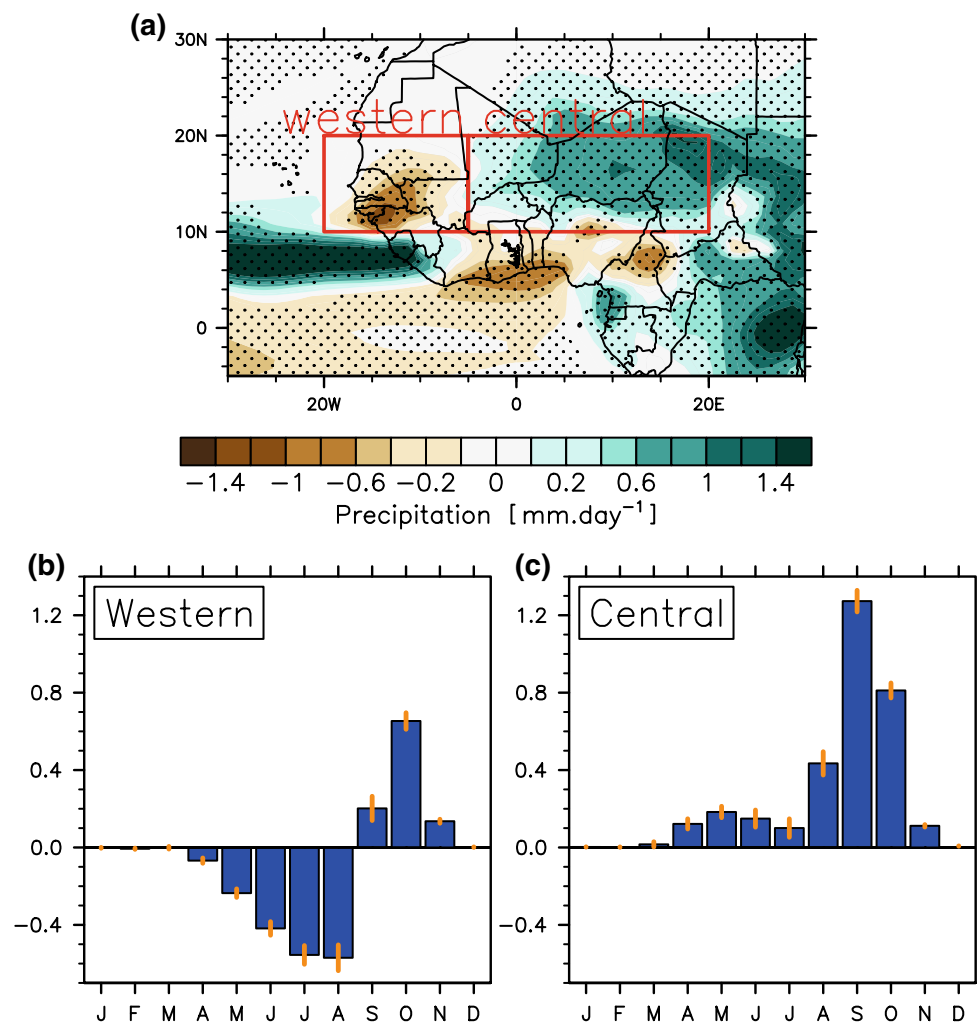 (a)
30N
western central
20N
10N
0
20W 0 20E
−1.4 −1 −0.6 −0.2 0 0.2 0.6 1 1.4
Precipitation [mm.day−1]
(b) (c)
Western Central
1.2 1.2
0.8 0.8
0.4 0.4
0.0 0.0
−0.4 −0.4
J F M A M J J A S O N D J F M A M J J A S O N D